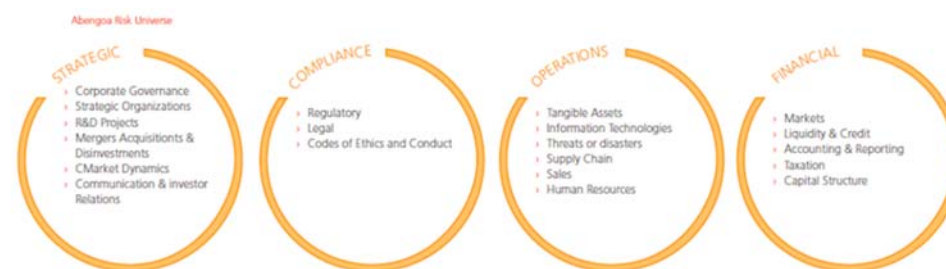 Abengoa Risk Universe
STRATEGIC
› Corporate Governance
› Strategic Organizations
› R&D Projects
› Mergers Acquisitionts &
Disinvestments
› CMarket Dynamics
› Communication & investor
Relations
COMPLIANCE
› Regulatory
› Legal
› Codes of Ethics and Conduct
OPERATIONS
› Tangible Assets
› Information Technologies
› Threats or disasters
› Supply Chain
› Sales
› Human Resources
FINANCIAL
› Markets
› Liquidity & Credit
› Accounting & Reporting
› Taxation
› Capital Structure